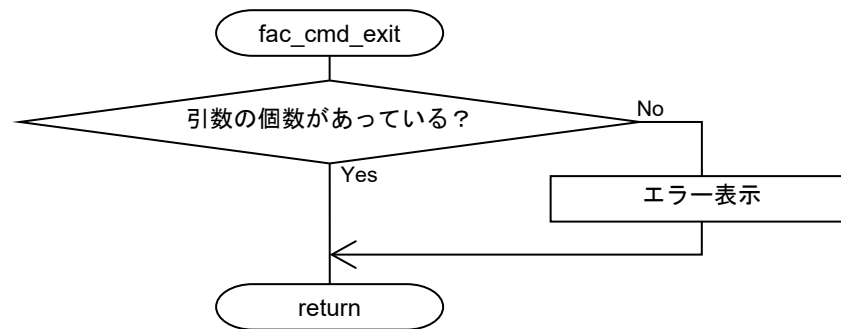 fac_cmd_exit
引数の個数があっている？
No
Yes
エラー表示
return